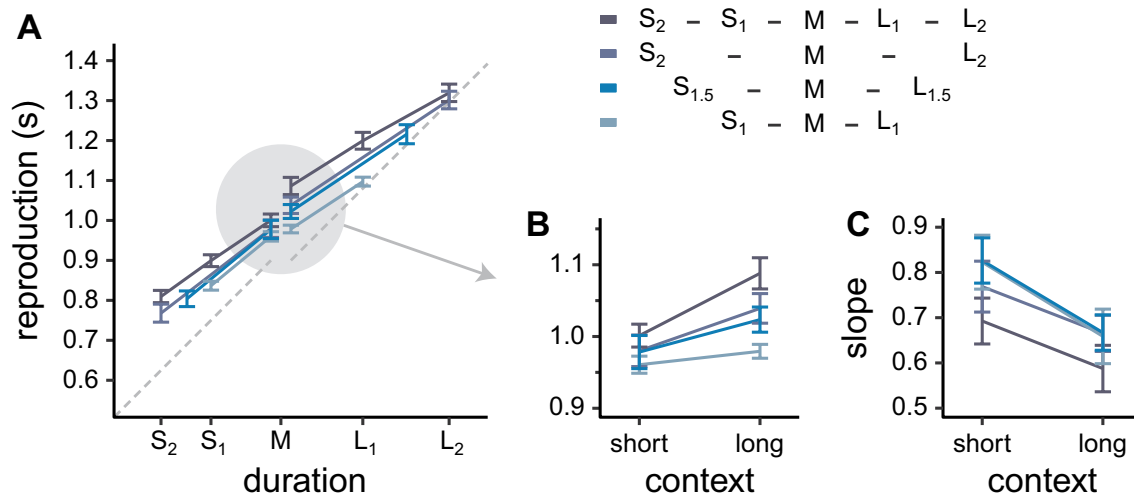 S₂ – S₁ – M – L₁ – L₂
S₂ – M – L₂
S₁.₅ – M – L₁.₅
S₁ – M – L₁
A
reproduction (s)
1.4
1.3
1.2
1.1
1.0
0.9
0.8
0.7
0.6
S₂ S₁ M L₁ L₂
duration
B
1.1
1.0
0.9
short long
context
C
slope
0.9
0.8
0.7
0.6
0.5
short long
context